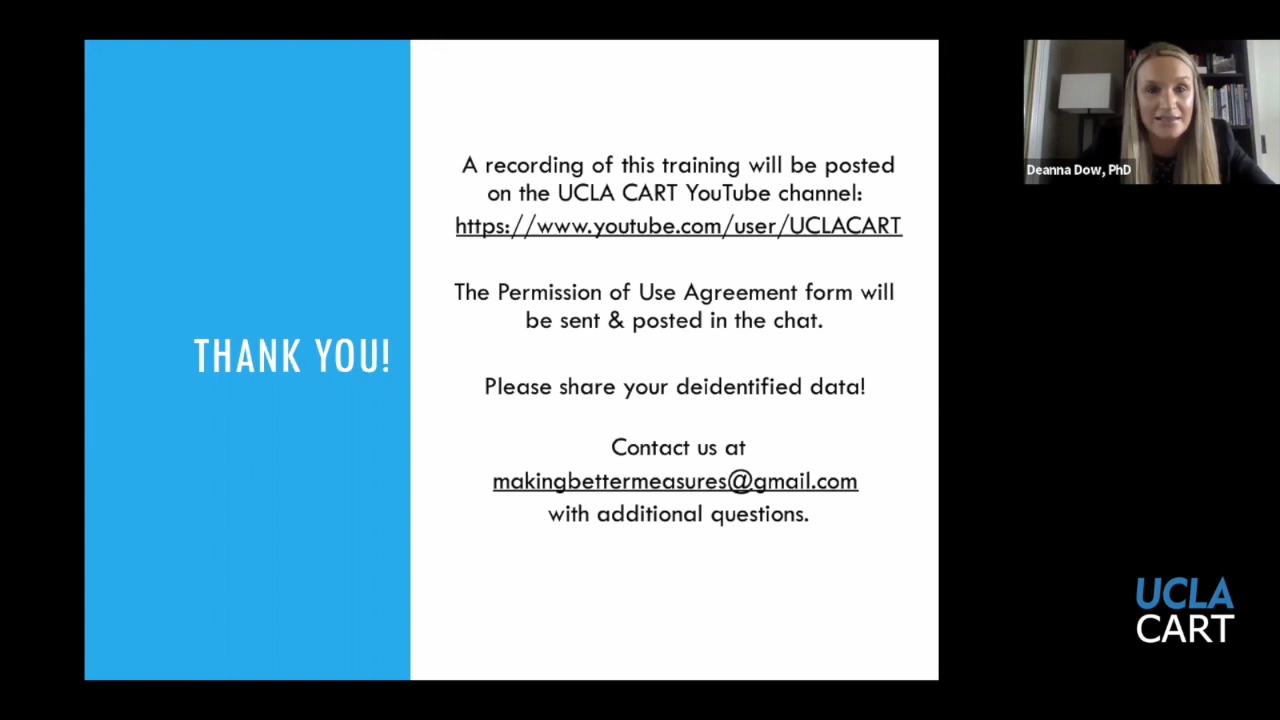 THANK YOU!
A recording of this training will be posted
on the UCLA CART YouTube channel:
https://www.youtube.com/user/UCLACART
The Permission of Use Agreement form will
be sent & posted in the chat.
Please share your deidentified data!
Contact us at
makingbettermeasures@gmail.com
with additional questions.
Deanna Dow, PhD
UCLA
CART